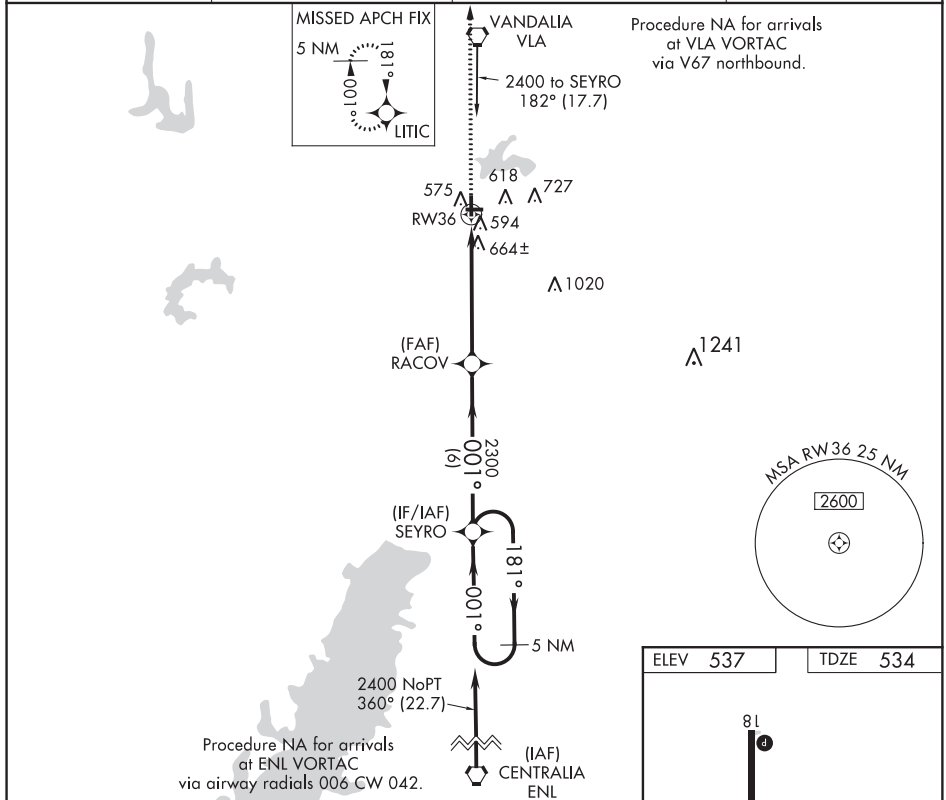 MISSED APCH FIX
5 NM
181°
001°
LITIC
VANDALIA
VLA
2400 to SEYRO
182° (17.7)
Procedure NA for arrivals
at VLA VORTAC
via V67 northbound.
575
618
727
RW36
594
664±
1020
1241
(FAF)
RACOV
2300
001°
(6)
(IF/IAF)
SEYRO
181°
001°
5 NM
2400 NoPT
360° (22.7)
(IAF)
CENTRALIA
ENL
Procedure NA for arrivals
at ENL VORTAC
via airway radials 006 CW 042.
MSA RW36 25 NM
2600
ELEV 537
TDZE 534
18
P